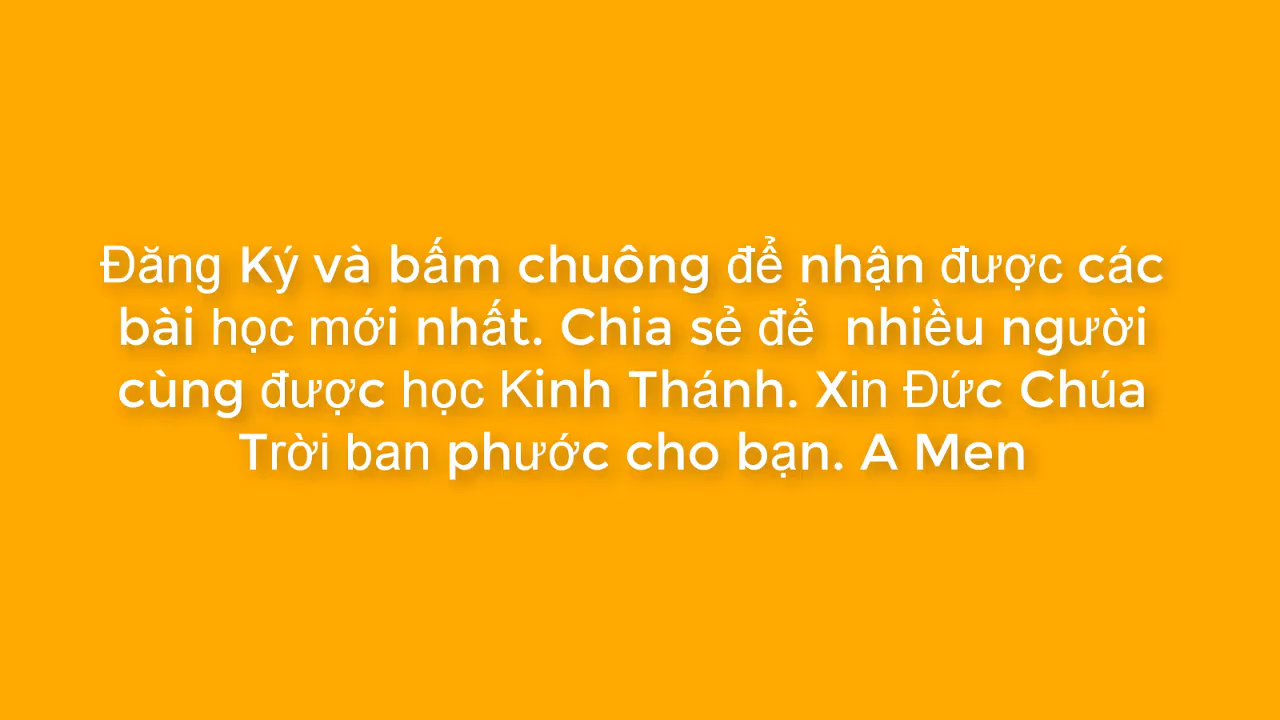 Đăng Ký và bấm chuông để nhận được các
bài học mới nhất. Chia sẻ để  nhiều người
cùng được học Kinh Thánh. Xin Đức Chúa
Trời ban phước cho bạn. A Men